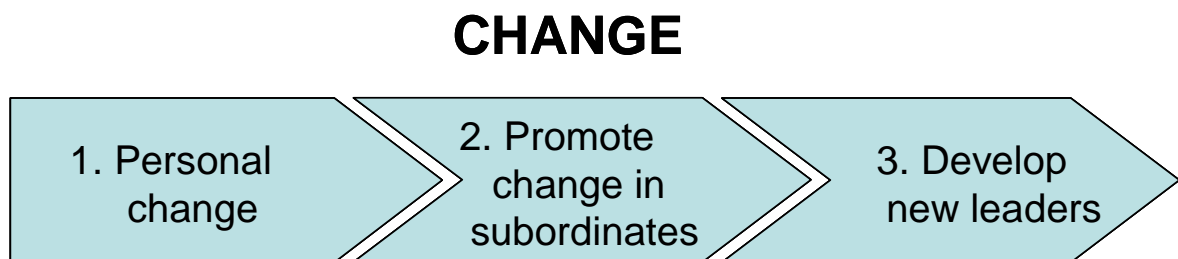 CHANGE
1. Personal
change
2. Promote
change in
subordinates
3. Develop
new leaders